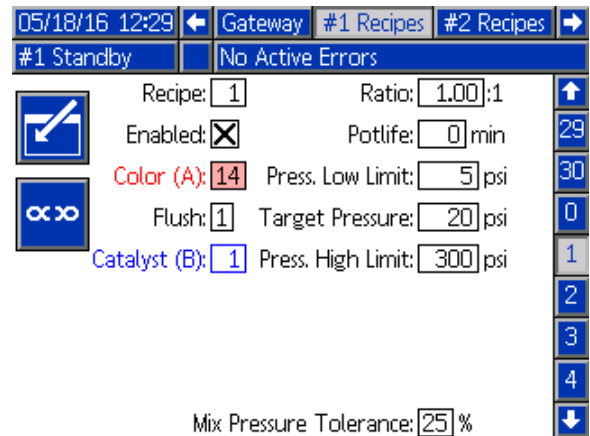 05/18/16 12:29 Gateway #1 Recipes #2 Recipes
#1 Standby No Active Errors
Recipe: 1 Ratio: 1.00 :1
Enabled: X Potlife: 0 min
Color (A): 14 Press. Low Limit: 5 psi
Flush: 1 Target Pressure: 20 psi
Catalyst (B): 1 Press. High Limit: 300 psi
Mix Pressure Tolerance: 25 %
29
30
0
1
2
3
4